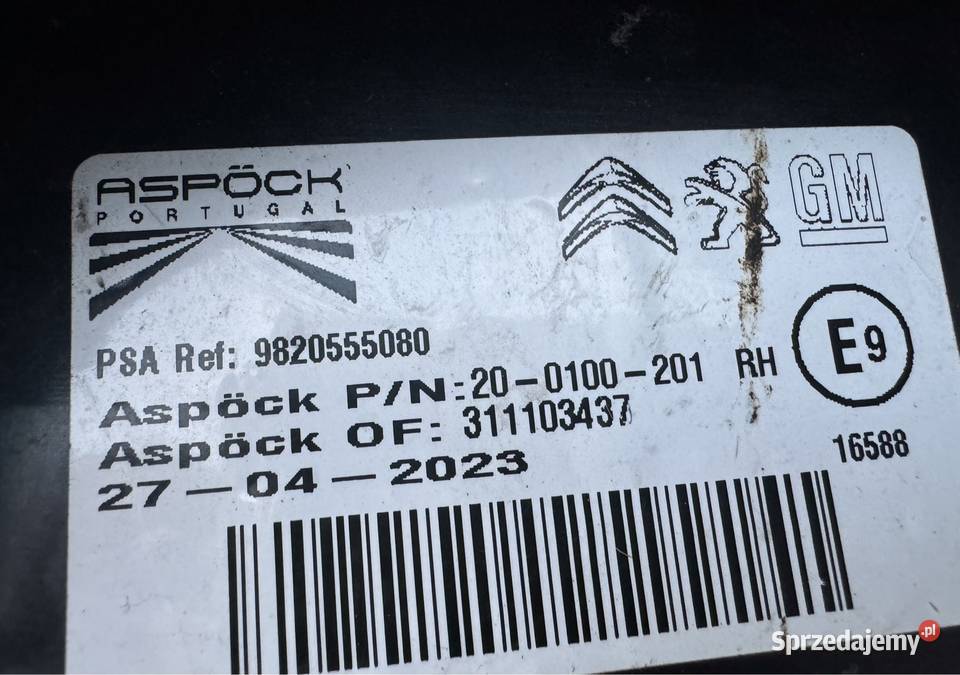 ASPÖCK
PORTUGAL
GM
PSA Ref: 9820555080
Aspöck P/N:20-0100-201 RH
E9
Aspöck OF: 311103437
27-04-2023
16588
Sprzedajemy.pl